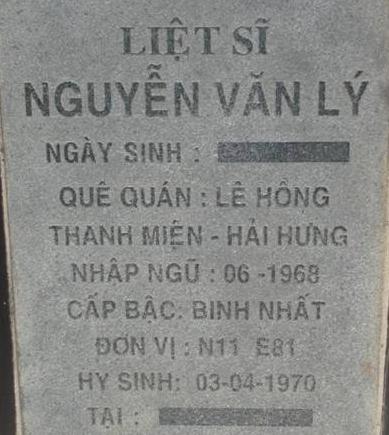 LIỆT SĨ
NGUYỄN VĂN LÝ
NGÀY SINH :
QUÊ QUÁN : LÊ HỒNG
THANH MIỆN - HẢI HƯNG
NHẬP NGŨ : 06 -1968
CẤP BẬC: BINH NHẤT
ĐƠN VỊ : N11 E81
HY SINH: 03-04-1970
TẠI :